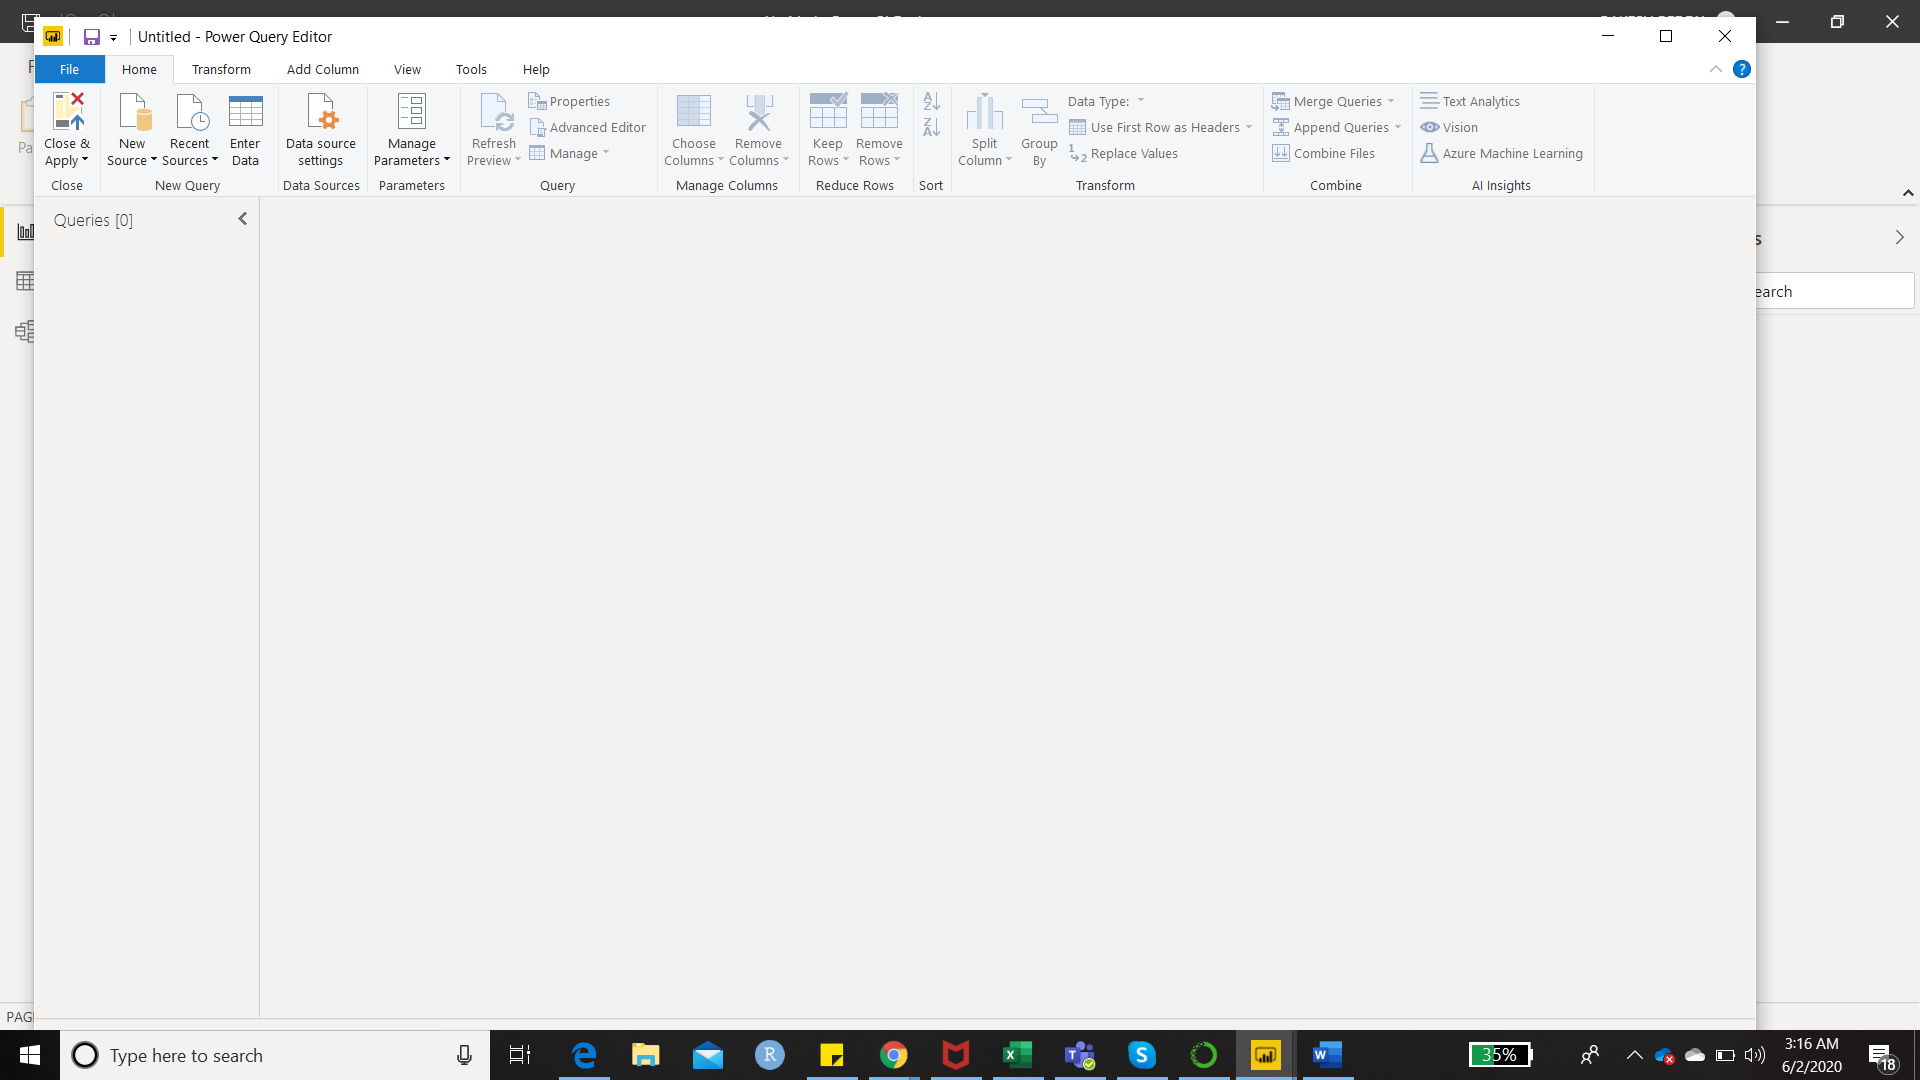 Untitled - Power Query Editor
File Home Transform Add Column View Tools Help
Close & Apply
New Source
Recent Sources
Enter Data
Data source settings
Manage Parameters
Refresh Preview
Properties
Advanced Editor
Manage
Choose Columns
Remove Columns
Keep Rows
Remove Rows
Split Column
Group By
Data Type:
Use First Row as Headers
Replace Values
Merge Queries
Append Queries
Combine Files
Text Analytics
Vision
Azure Machine Learning
Close New Query Data Sources Parameters Query Manage Columns Reduce Rows Sort Transform Combine AI Insights
Queries [0]
earch
PAG
Type here to search
35%
3:16 AM
6/2/2020
18